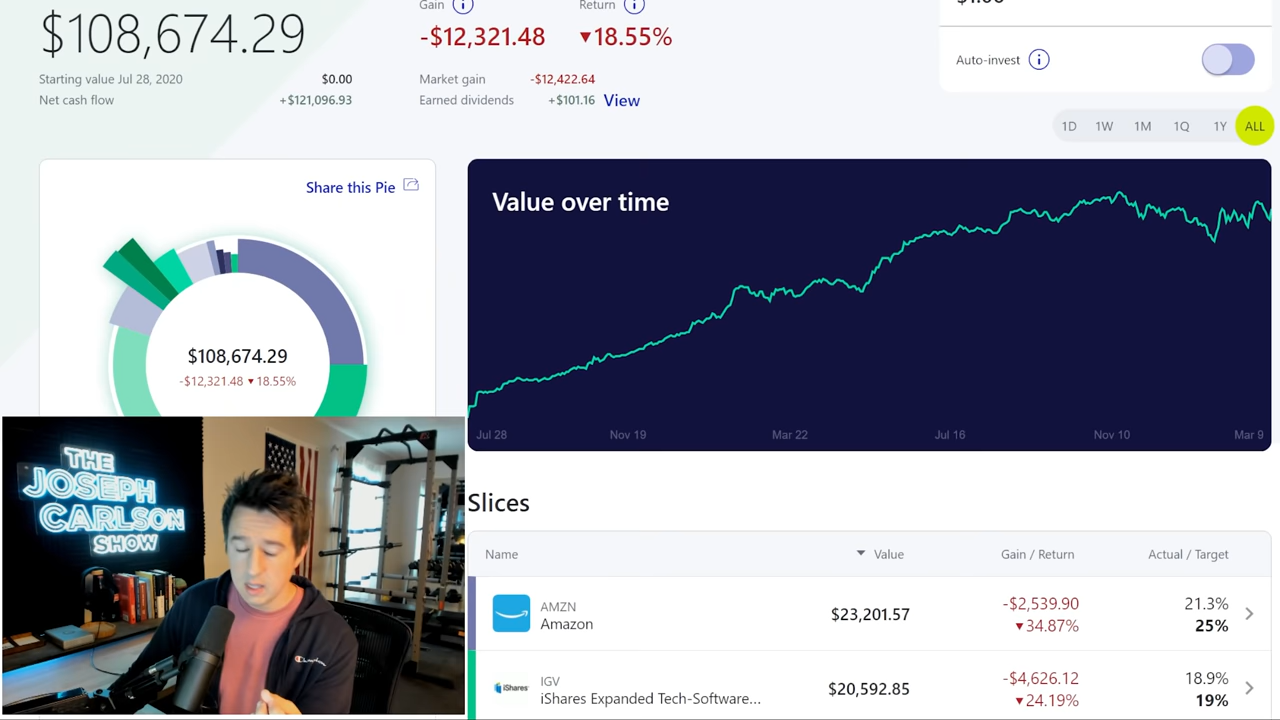 $108,674.29
Starting value Jul 28, 2020 $0.00
Net cash flow +$121,096.93
Gain Return
-$12,321.48 ▼18.55%
Market gain -$12,422.64
Earned dividends +$101.16 View
Auto-invest
1D 1W 1M 1Q 1Y ALL
Share this Pie
$108,674.29
-$12,321.48 ▼18.55%
Value over time
Jul 28 Nov 19 Mar 22 Jul 16 Nov 10 Mar 9
THE
JOSEPH
CARLSON
SHOW
Champion
Slices
Name Value Gain / Return Actual / Target
AMZN
Amazon
$23,201.57
-$2,539.90
▼34.87%
21.3%
25%
iShares
IGV
iShares Expanded Tech-Software...
$20,592.85
-$4,626.12
▼24.19%
18.9%
19%